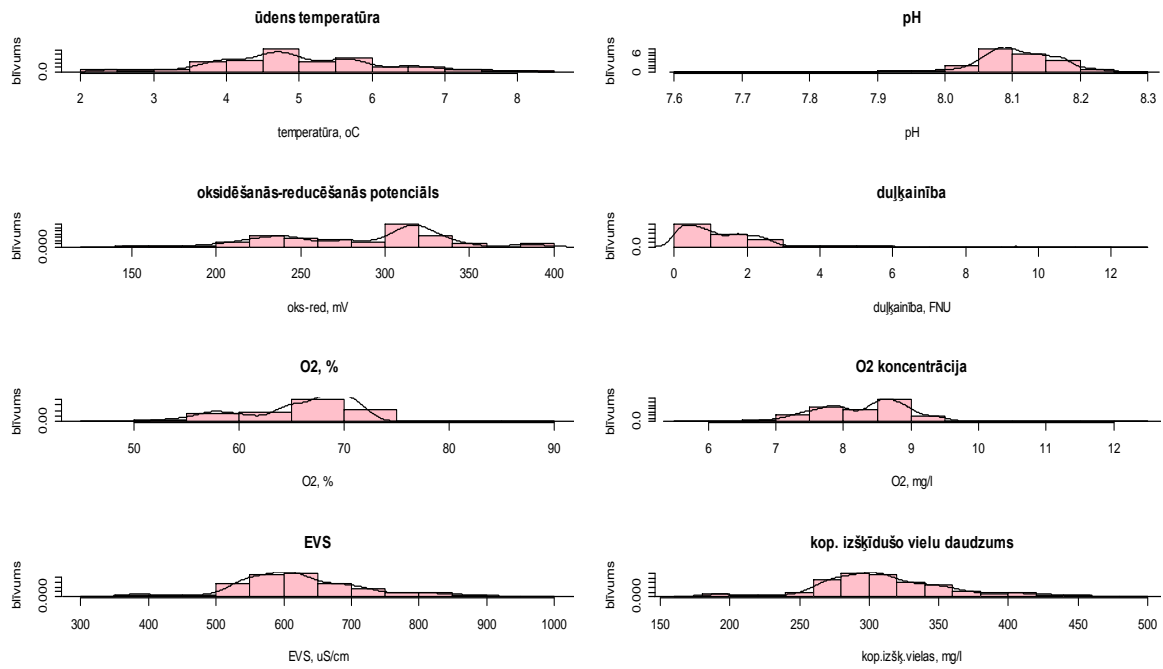 ūdens temperatūra
blīvums
0.0
2 3 4 5 6 7 8
temperatūra, oC
pH
blīvums
0 6
7.6 7.7 7.8 7.9 8.0 8.1 8.2 8.3
pH
oksidēšanās-reducēšanās potenciāls
blīvums
0.000
150 200 250 300 350 400
oks-red, mV
duļķainība
blīvums
0.0
0 2 4 6 8 10 12
duļķainība, FNU
O2, %
blīvums
0.00
50 60 70 80 90
O2, %
O2 koncentrācija
blīvums
0.0
6 7 8 9 10 11 12
O2, mg/l
EVS
blīvums
0.000
300 400 500 600 700 800 900 1000
EVS, uS/cm
kop. izšķīdušo vielu daudzums
blīvums
0.000
150 200 250 300 350 400 450 500
kop.izšķ.vielas, mg/l